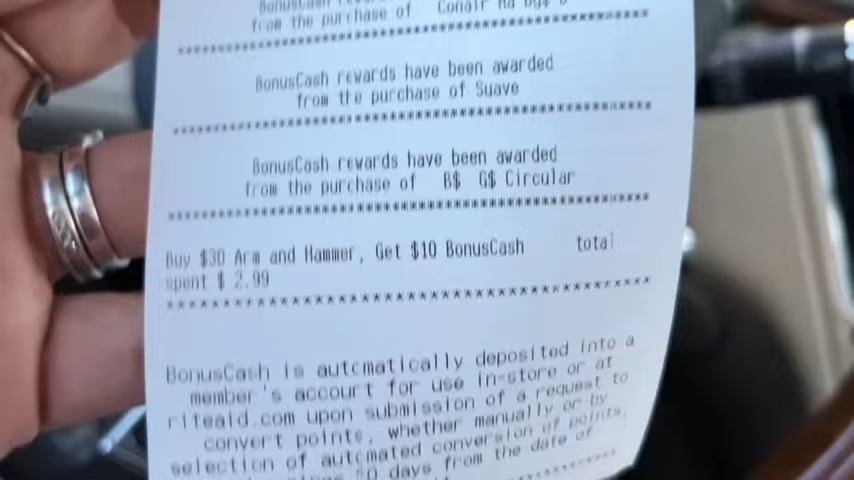 BonusCash
from the purchase of Conair
*******************************************
BonusCash rewards have been awarded
from the purchase of Suave
*******************************************
BonusCash rewards have been awarded
from the purchase of B$ G$ Circular
*******************************************
Buy $30 Arm and Hammer, Get $10 BonusCash total
spent $ 2.99
*******************************************
BonusCash is automatically deposited into a
member's account for use in-store or at
riteaid.com upon submission of a request to
convert points, whether manually or by
selection of automated conversion of points.
days from the date of